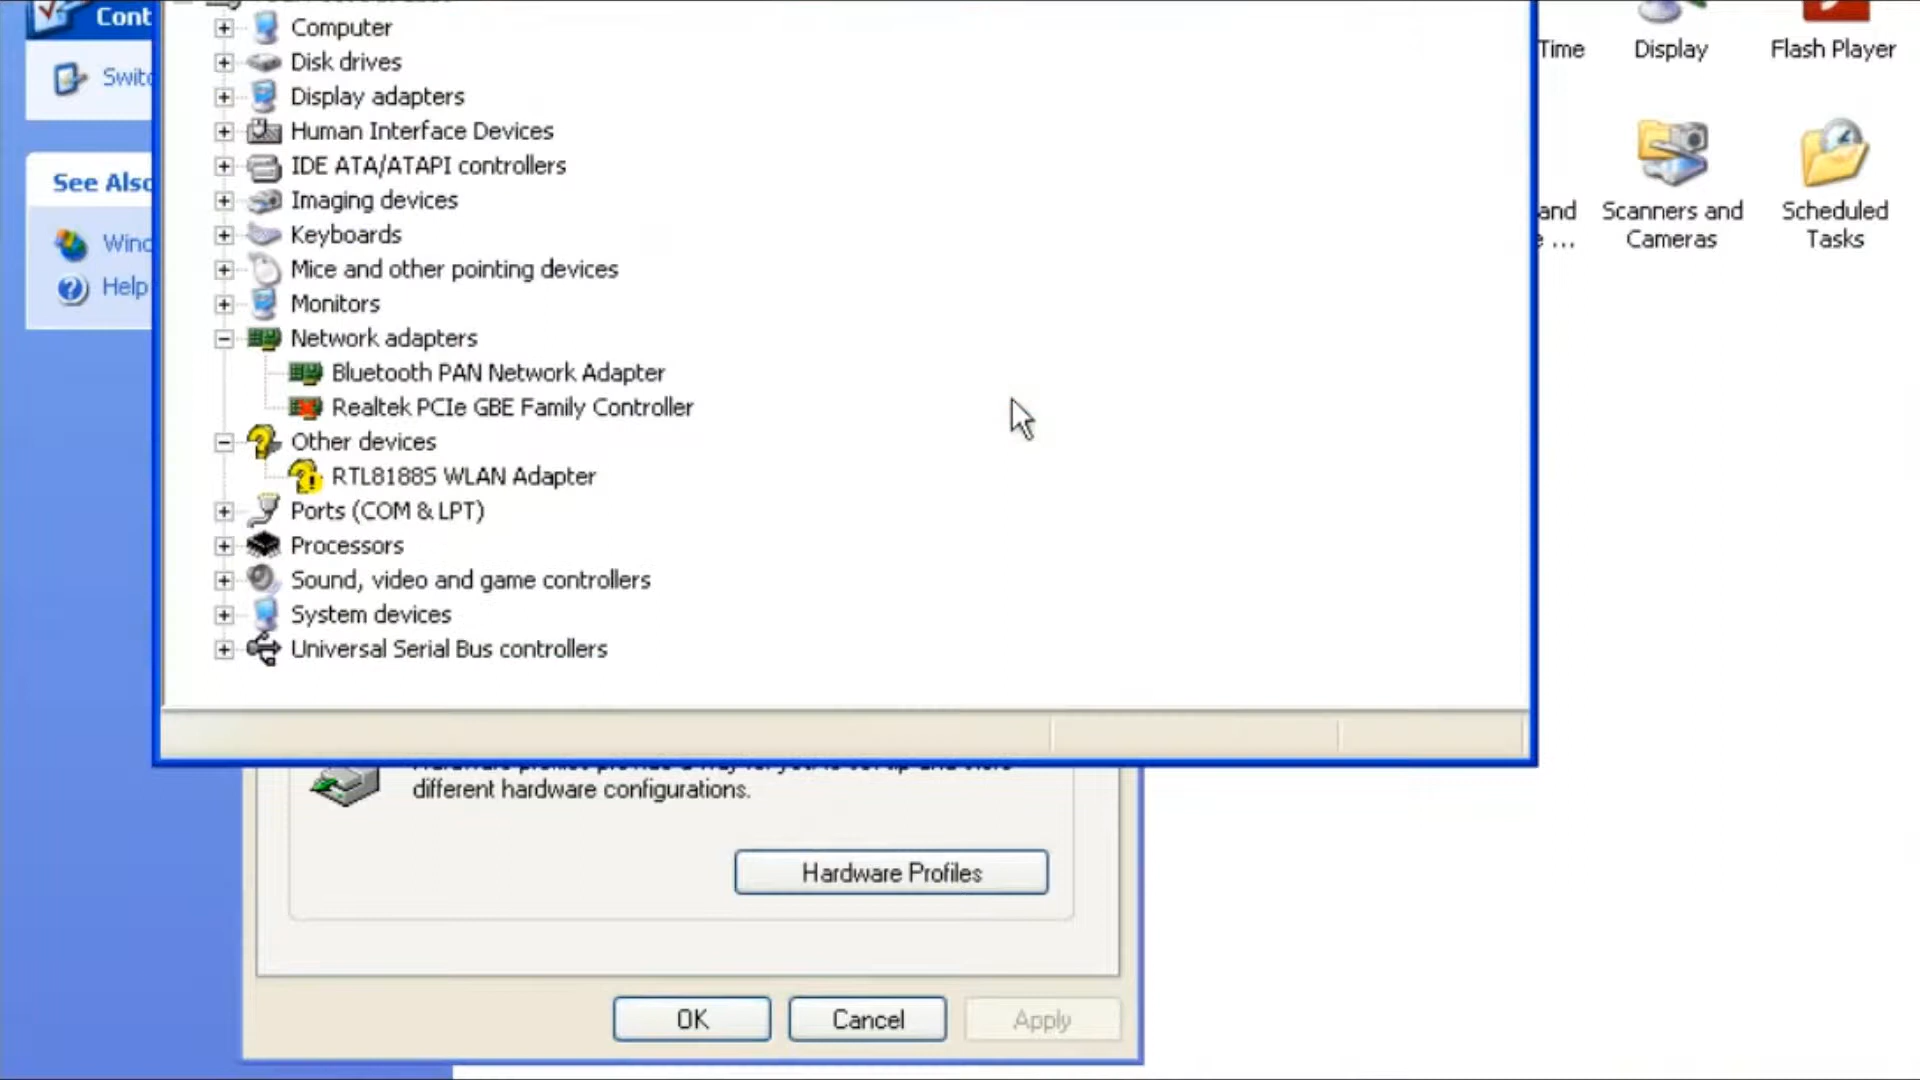 Cont
Switc
See Also
Wind
Help
Computer
Disk drives
Display adapters
Human Interface Devices
IDE ATA/ATAPI controllers
Imaging devices
Keyboards
Mice and other pointing devices
Monitors
Network adapters
Bluetooth PAN Network Adapter
Realtek PCIe GBE Family Controller
Other devices
RTL8188S WLAN Adapter
Ports (COM & LPT)
Processors
Sound, video and game controllers
System devices
Universal Serial Bus controllers
different hardware configurations.
Hardware Profiles
OK
Cancel
Apply
Time
Display
Flash Player
and
e ...
Scanners and
Cameras
Scheduled
Tasks